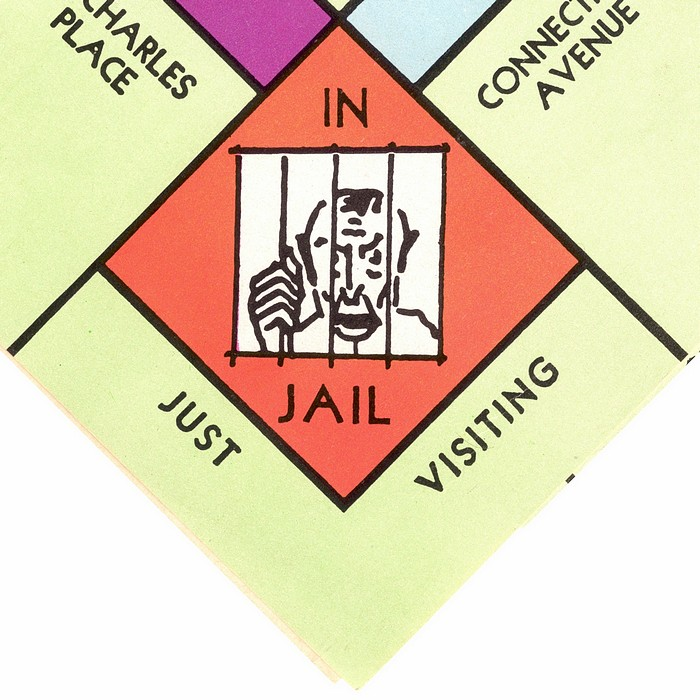 CHARLES
PLACE
CONNECTI
AVENUE
IN
JAIL
JUST
VISITING